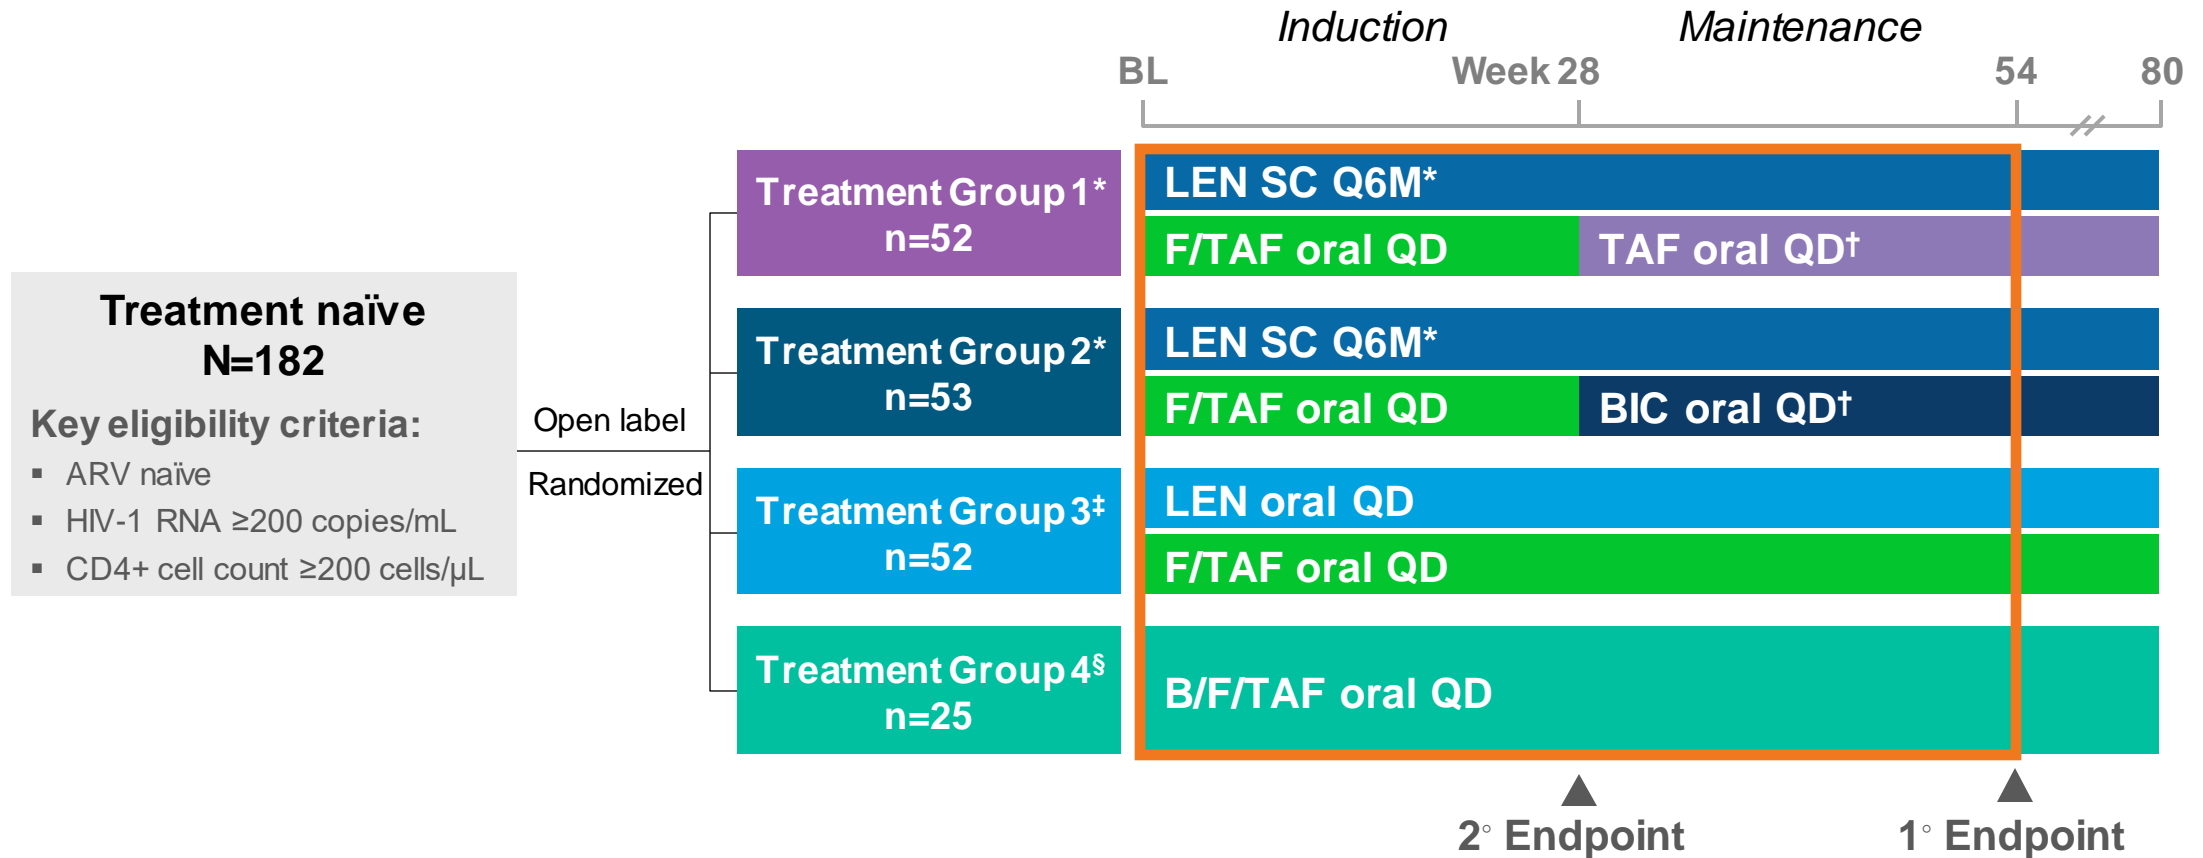 Induction
Maintenance
BL
Week 28
54
80
Treatment naïve
N=182
Key eligibility criteria:
▪ ARV naïve
▪ HIV-1 RNA ≥200 copies/mL
▪ CD4+ cell count ≥200 cells/µL
Open label
Randomized
Treatment Group 1*
n=52
LEN SC Q6M*
F/TAF oral QD
TAF oral QD†
Treatment Group 2*
n=53
LEN SC Q6M*
F/TAF oral QD
BIC oral QD†
Treatment Group 3‡
n=52
LEN oral QD
F/TAF oral QD
Treatment Group 4§
n=25
B/F/TAF oral QD
2° Endpoint
1° Endpoint